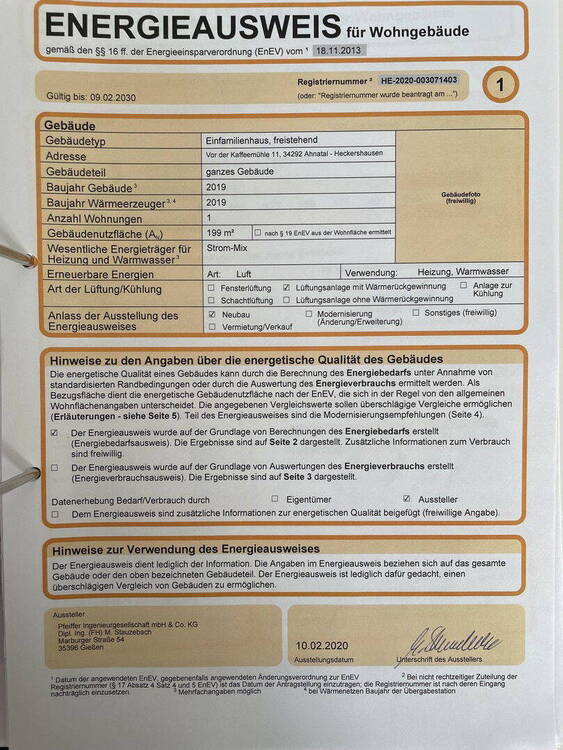 ENERGIEAUSWEIS für Wohngebäude
gemäß den §§ 16 ff. der Energieeinsparverordnung (EnEV) vom ¹ 18.11.2013
Registriernummer ² HE-2020-003071403
Gültig bis: 09.02.2030
(oder: "Registriernummer wurde beantragt am ...")
1
Gebäude
Gebäudetyp Einfamilienhaus, freistehend
Adresse Vor der Kaffeemühle 11, 34292 Ahnatal - Heckershausen
Gebäudeteil ganzes Gebäude
Baujahr Gebäude ³ 2019
Baujahr Wärmeerzeuger ³˒ ⁴ 2019
Anzahl Wohnungen 1
Gebäudenutzfläche (A_N) 199 m² ☐ nach § 19 EnEV aus der Wohnfläche ermittelt
Gebäudefoto
(freiwillig)
Wesentliche Energieträger für Strom-Mix
Heizung und Warmwasser ³
Erneuerbare Energien Art: Luft Verwendung: Heizung, Warmwasser
Art der Lüftung/Kühlung ☐ Fensterlüftung ☑ Lüftungsanlage mit Wärmerückgewinnung ☐ Anlage zur Kühlung
☐ Schachtlüftung ☐ Lüftungsanlage ohne Wärmerückgewinnung
Anlass der Ausstellung des ☑ Neubau ☐ Modernisierung ☐ Sonstiges (freiwillig)
Energieausweises ☐ Vermietung/Verkauf (Änderung/Erweiterung)
Hinweise zu den Angaben über die energetische Qualität des Gebäudes
Die energetische Qualität eines Gebäudes kann durch die Berechnung des Energiebedarfs unter Annahme von
standardisierten Randbedingungen oder durch die Auswertung des Energieverbrauchs ermittelt werden. Als
Bezugsfläche dient die energetische Gebäudenutzfläche nach der EnEV, die sich in der Regel von den allgemeinen
Wohnflächenangaben unterscheidet. Die angegebenen Vergleichswerte sollen überschlägige Vergleiche ermöglichen
(Erläuterungen - siehe Seite 5). Teil des Energieausweises sind die Modernisierungsempfehlungen (Seite 4).
☑ Der Energieausweis wurde auf der Grundlage von Berechnungen des Energiebedarfs erstellt
(Energiebedarfsausweis). Die Ergebnisse sind auf Seite 2 dargestellt. Zusätzliche Informationen zum Verbrauch
sind freiwillig.
☐ Der Energieausweis wurde auf der Grundlage von Auswertungen des Energieverbrauchs erstellt
(Energieverbrauchsausweis). Die Ergebnisse sind auf Seite 3 dargestellt.
Datenerhebung Bedarf/Verbrauch durch ☐ Eigentümer ☑ Aussteller
☐ Dem Energieausweis sind zusätzliche Informationen zur energetischen Qualität beigefügt (freiwillige Angabe).
Hinweise zur Verwendung des Energieausweises
Der Energieausweis dient lediglich der Information. Die Angaben im Energieausweis beziehen sich auf das gesamte
Gebäude oder den oben bezeichneten Gebäudeteil. Der Energieausweis ist lediglich dafür gedacht, einen
überschlägigen Vergleich von Gebäuden zu ermöglichen.
Aussteller
Pfeiffer Ingenieurgesellschaft mbH & Co. KG
Dipl. Ing. (FH) M. Stauzebach
Marburger Straße 54
35396 Gießen
10.02.2020
Ausstellungsdatum
Unterschrift des Ausstellers
¹ Datum der angewendeten EnEV, gegebenenfalls angewendeten Änderungsverordnung zur EnEV ² Bei nicht rechtzeitiger Zuteilung der
Registriernummer (§ 17 Absatz 4 Satz 4 und 5 EnEV) ist das Datum der Antragstellung einzutragen; die Registriernummer ist nach deren Eingang
nachträglich einzusetzen. ³ Mehrfachangaben möglich ⁴ bei Wärmenetzen Baujahr der Übergabestation